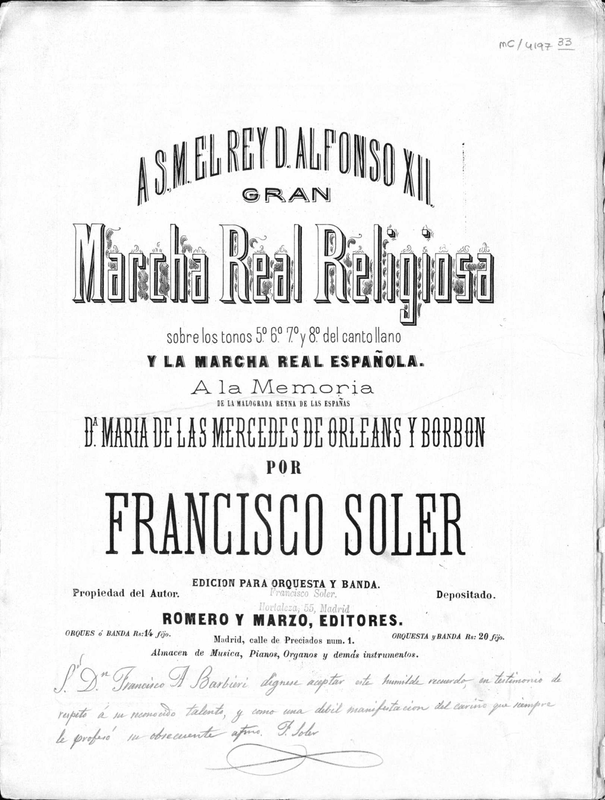 MC/4197 33
A S.M. EL REY D. ALFONSO XII.
GRAN
Marcha Real Religiosa
sobre los tonos 5º 6º 7º y 8º del canto llano
Y LA MARCHA REAL ESPAÑOLA.
A la Memoria
DE LA MALOGRADA REYNA DE LAS ESPAÑAS
Dª. MARIA DE LAS MERCEDES DE ORLEANS Y BORBON
POR
FRANCISCO SOLER
EDICION PARA ORQUESTA Y BANDA.
Propiedad del Autor.
Francisco Soler.
Depositado.
Hortaleza, 55, Madrid
ROMERO Y MARZO, EDITORES.
ORQUES ó BANDA Rs: 14 fijo.
Madrid, calle de Preciados num. 1.
ORQUESTA y BANDA Rs: 20 fijo.
Almacen de Musica, Pianos, Organos y demás instrumentos.
Sr. Dn Francisco A Barbieri dignese aceptar este humilde recuerdo, en testimonio de
respeto á su reconocido talento, y como una debil manifestacion del cariño que siempre
le profesó su obsecuente afmo. F. Soler